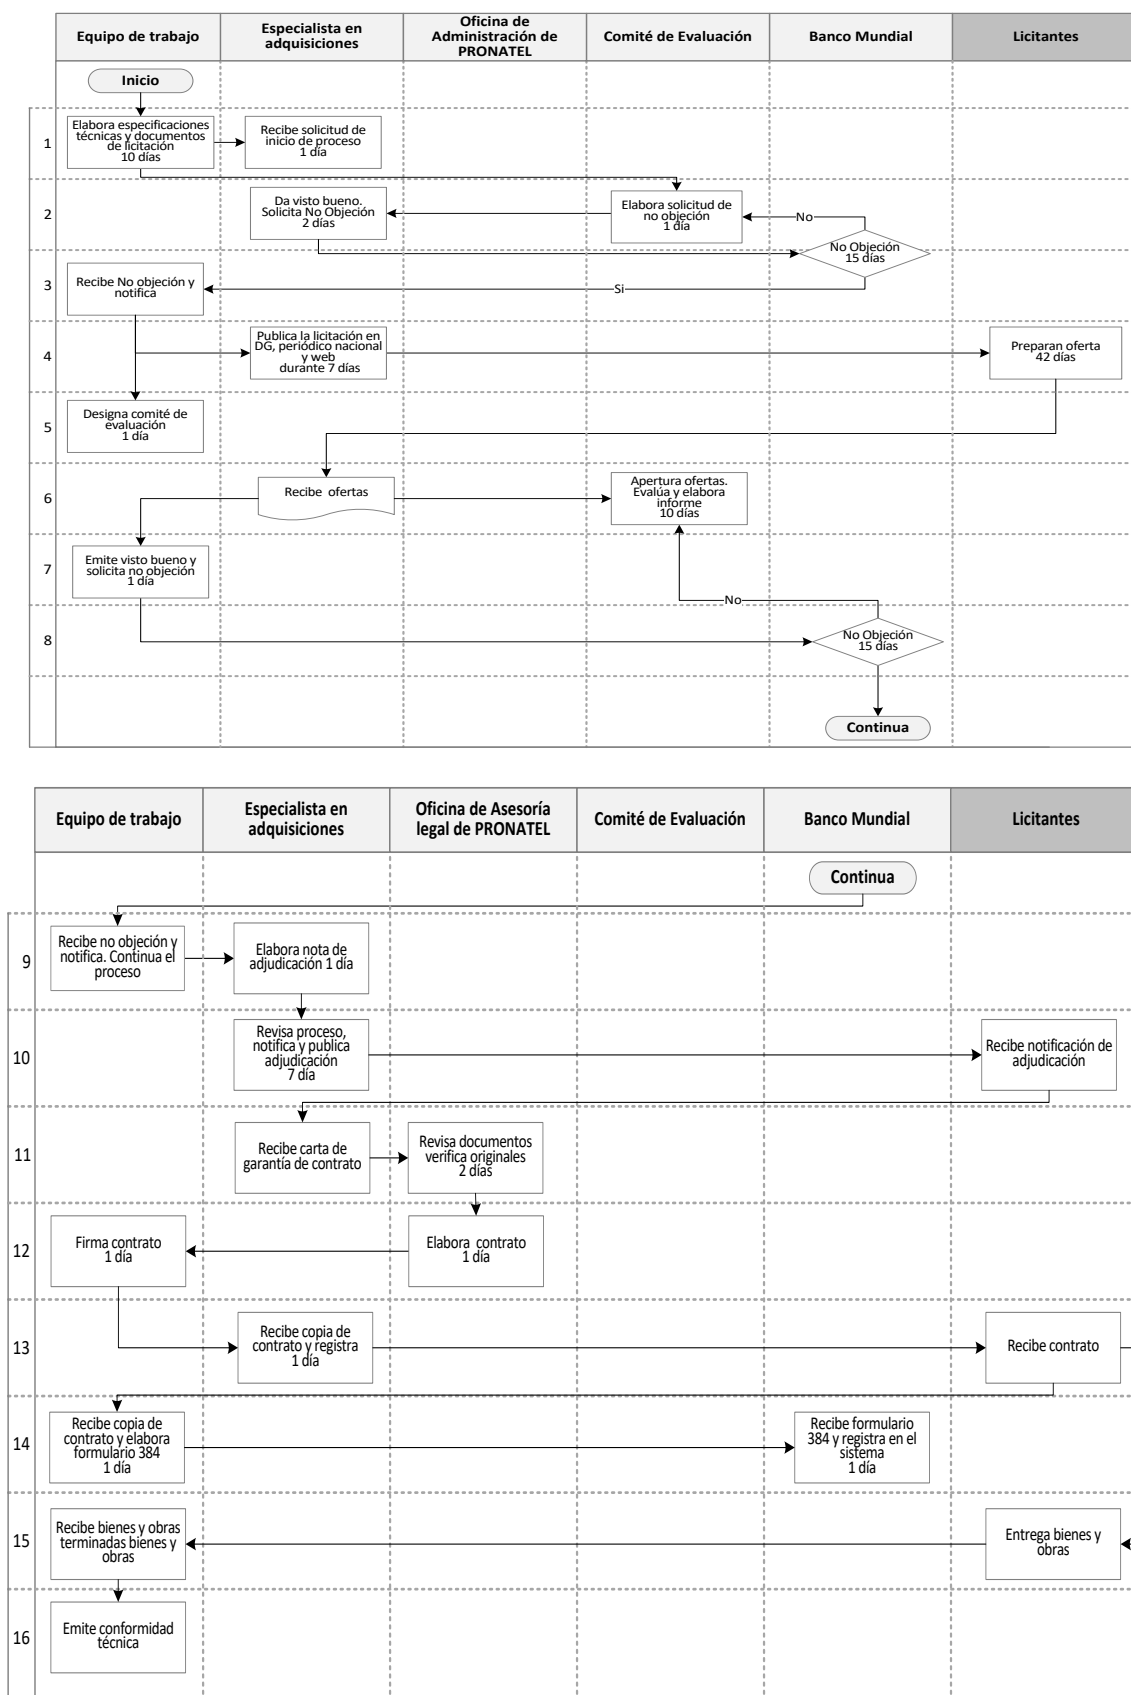 Equipo de trabajo
Especialista en
adquisiciones
Oficina de
Administración de
PRONATEL
Comité de Evaluación
Banco Mundial
Licitantes
Inicio
1
Elabora especificaciones
técnicas y documentos
de licitación
10 días
Recibe solicitud de
inicio de proceso
1 día
2
Da visto bueno.
Solicita No Objeción
2 días
Elabora solicitud de
no objeción
1 día
No
No Objeción
15 días
3
Recibe No objeción y
notifica
Si
4
Publica la licitación en
DG, periódico nacional
y web
durante 7 días
Preparan oferta
42 días
5
Designa comité de
evaluación
1 día
6
Recibe ofertas
Apertura ofertas.
Evalúa y elabora
informe
10 días
7
Emite visto bueno y
solicita no objeción
1 día
No
8
No Objeción
15 días
Continua
Equipo de trabajo
Especialista en
adquisiciones
Oficina de Asesoría
legal de PRONATEL
Comité de Evaluación
Banco Mundial
Licitantes
Continua
9
Recibe no objeción y
notifica. Continua el
proceso
Elabora nota de
adjudicación 1 día
10
Revisa proceso,
notifica y publica
adjudicación
7 día
Recibe notificación de
adjudicación
11
Recibe carta de
garantía de contrato
Revisa documentos
verifica originales
2 días
12
Firma contrato
1 día
Elabora contrato
1 día
13
Recibe copia de
contrato y registra
1 día
Recibe contrato
14
Recibe copia de
contrato y elabora
formulario 384
1 día
Recibe formulario
384 y registra en el
sistema
1 día
15
Recibe bienes y obras
terminadas bienes y
obras
Entrega bienes y
obras
16
Emite conformidad
técnica